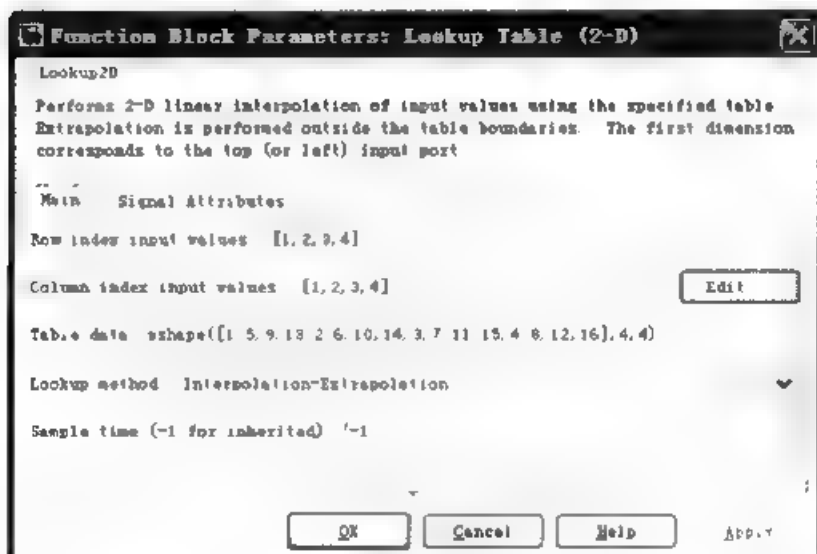 Function Block Parameters: Lookup Table (2-D)
Lookup2D
Performs 2-D linear interpolation of input values using the specified table
Extrapolation is performed outside the table boundaries. The first dimension
corresponds to the top (or left) input port
Main Signal Attributes
Row index input values [1, 2, 3, 4]
Column index input values [1, 2, 3, 4]
Edit
Table data eshape([1 5, 9, 13 2 6, 10, 14, 3, 7 11 15, 4 8, 12, 16], 4, 4)
Lookup method Interpolation-Extrapolation
Sample time (-1 for inherited) -1
OK Cancel Help Apply